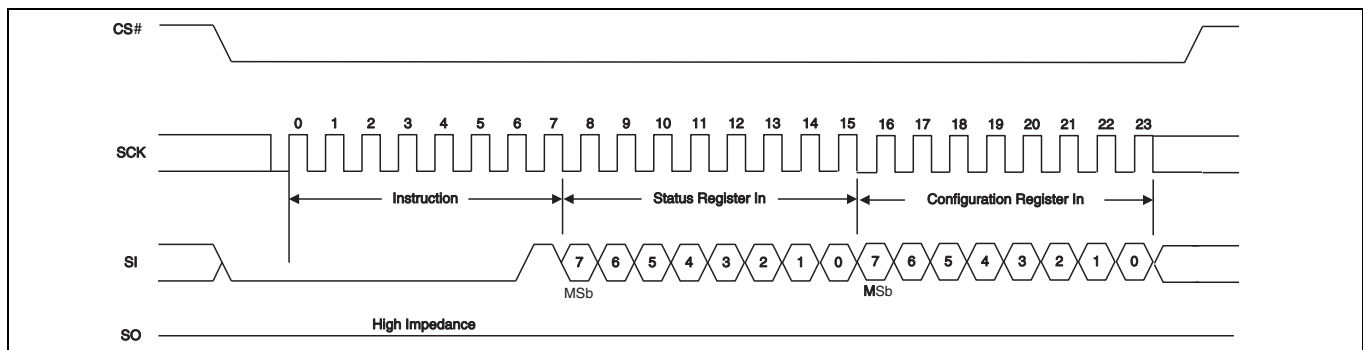 CS#
0 1 2 3 4 5 6 7 8 9 10 11 12 13 14 15 16 17 18 19 20 21 22 23
SCK
Instruction Status Register In Configuration Register In
SI 7 6 5 4 3 2 1 0 7 6 5 4 3 2 1 0
MSb MSb
High Impedance
SO